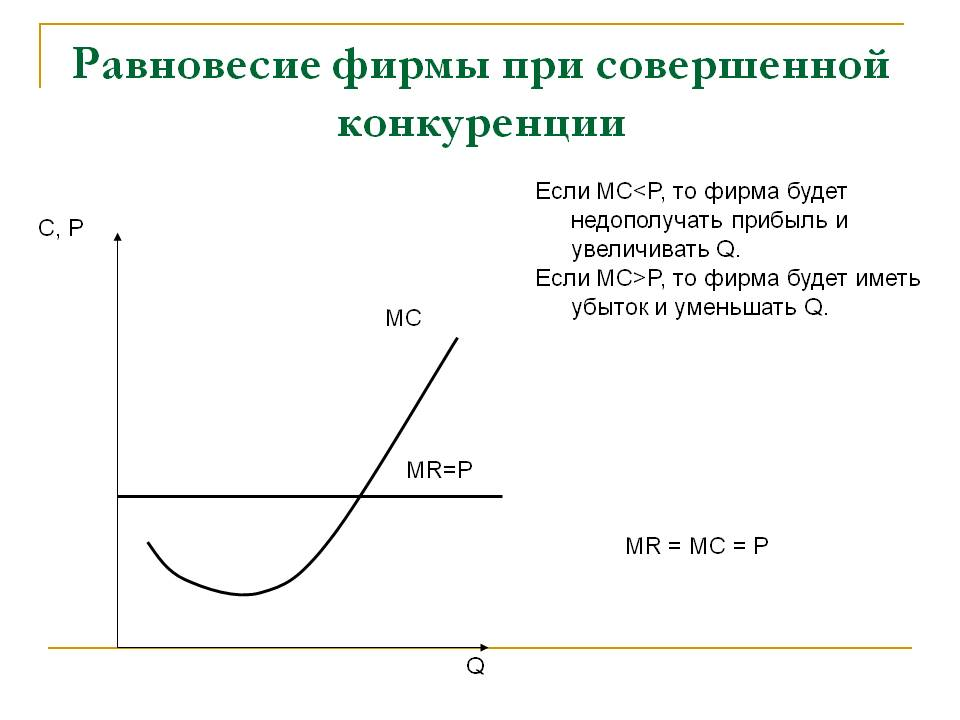 Равновесие фирмы при совершенной
конкуренции
Если MC<P, то фирма будет
недополучать прибыль и
увеличивать Q.
Если MC>P, то фирма будет иметь
убыток и уменьшать Q.
C, P
MC
MR=P
MR = MC = P
Q